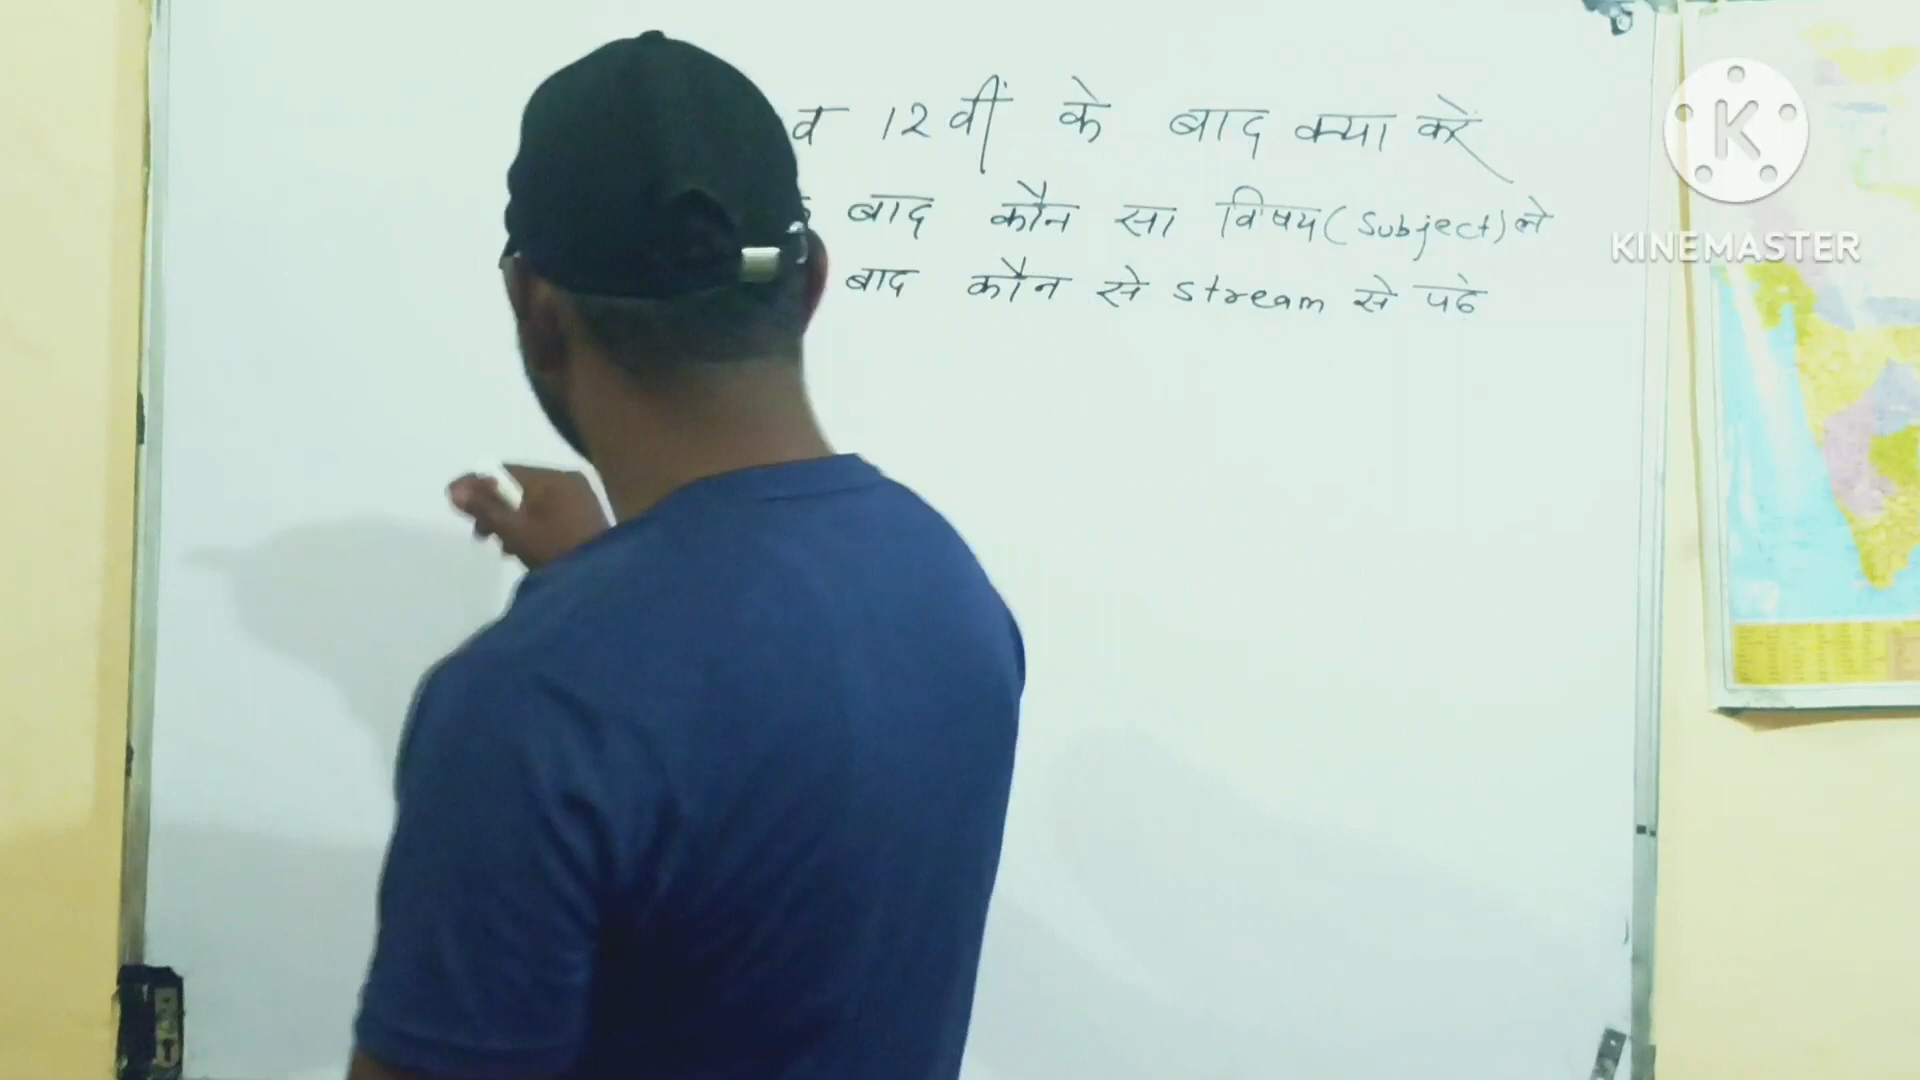 व 12वीं के बाद क्या करें
बाद कौन सा विषय (Subject) ले
बाद कौन से stream से पढे
KINEMASTER